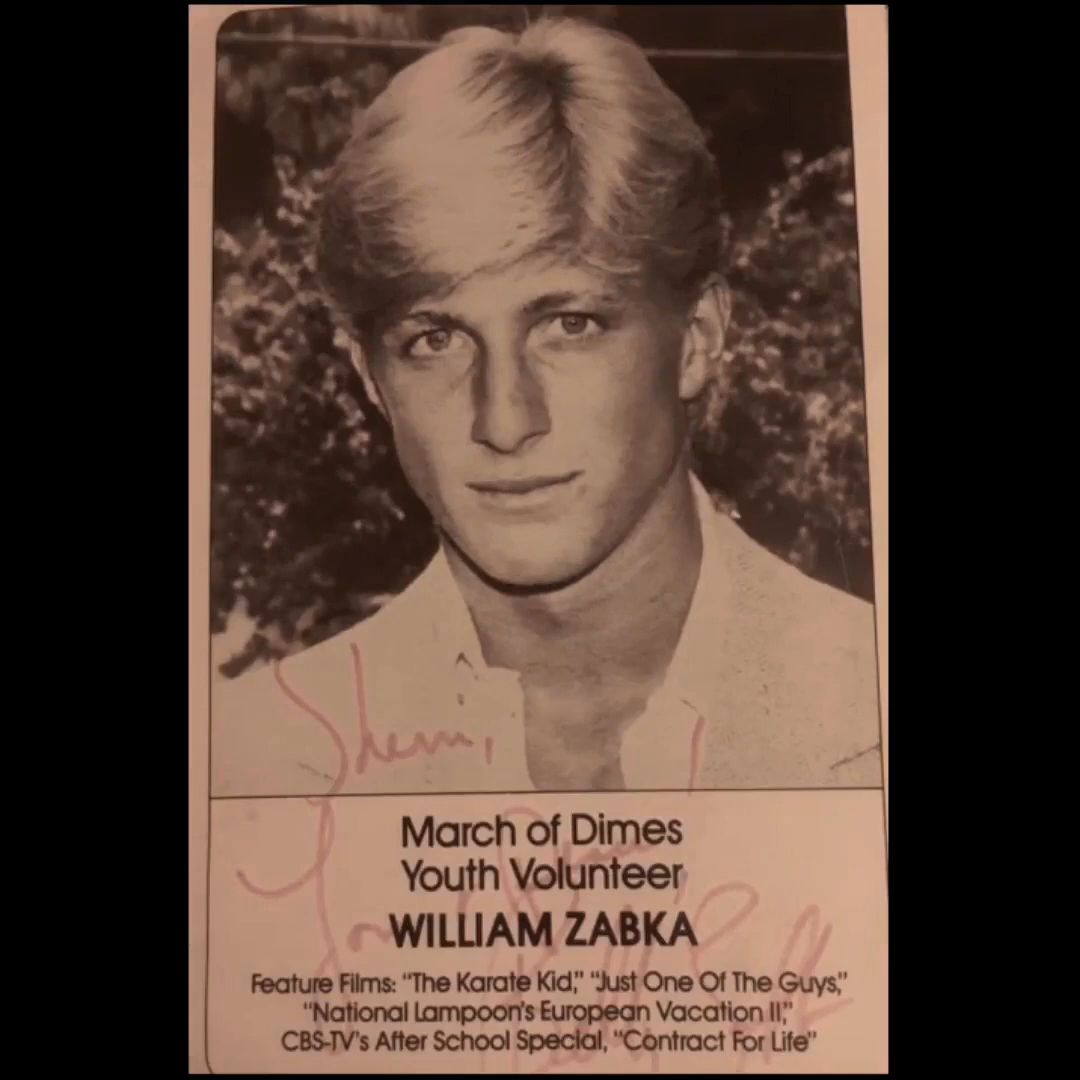 Sherri,
March of Dimes
Youth Volunteer
WILLIAM ZABKA
Feature Films: “The Karate Kid,” “Just One Of The Guys,”
“National Lampoon’s European Vacation II,”
CBS-TV’s After School Special, “Contract For Life”